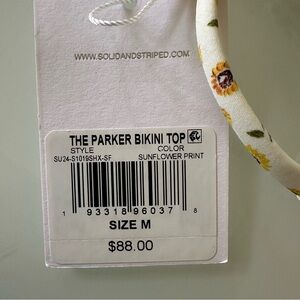 WWW.SOLIDANDSTRIPED.COM
THE PARKER BIKINI TOP
STYLE COLOR
SU24-S1019SHX-SF SUNFLOWER PRINT
1 93318 96037 8
SIZE M
$88.00